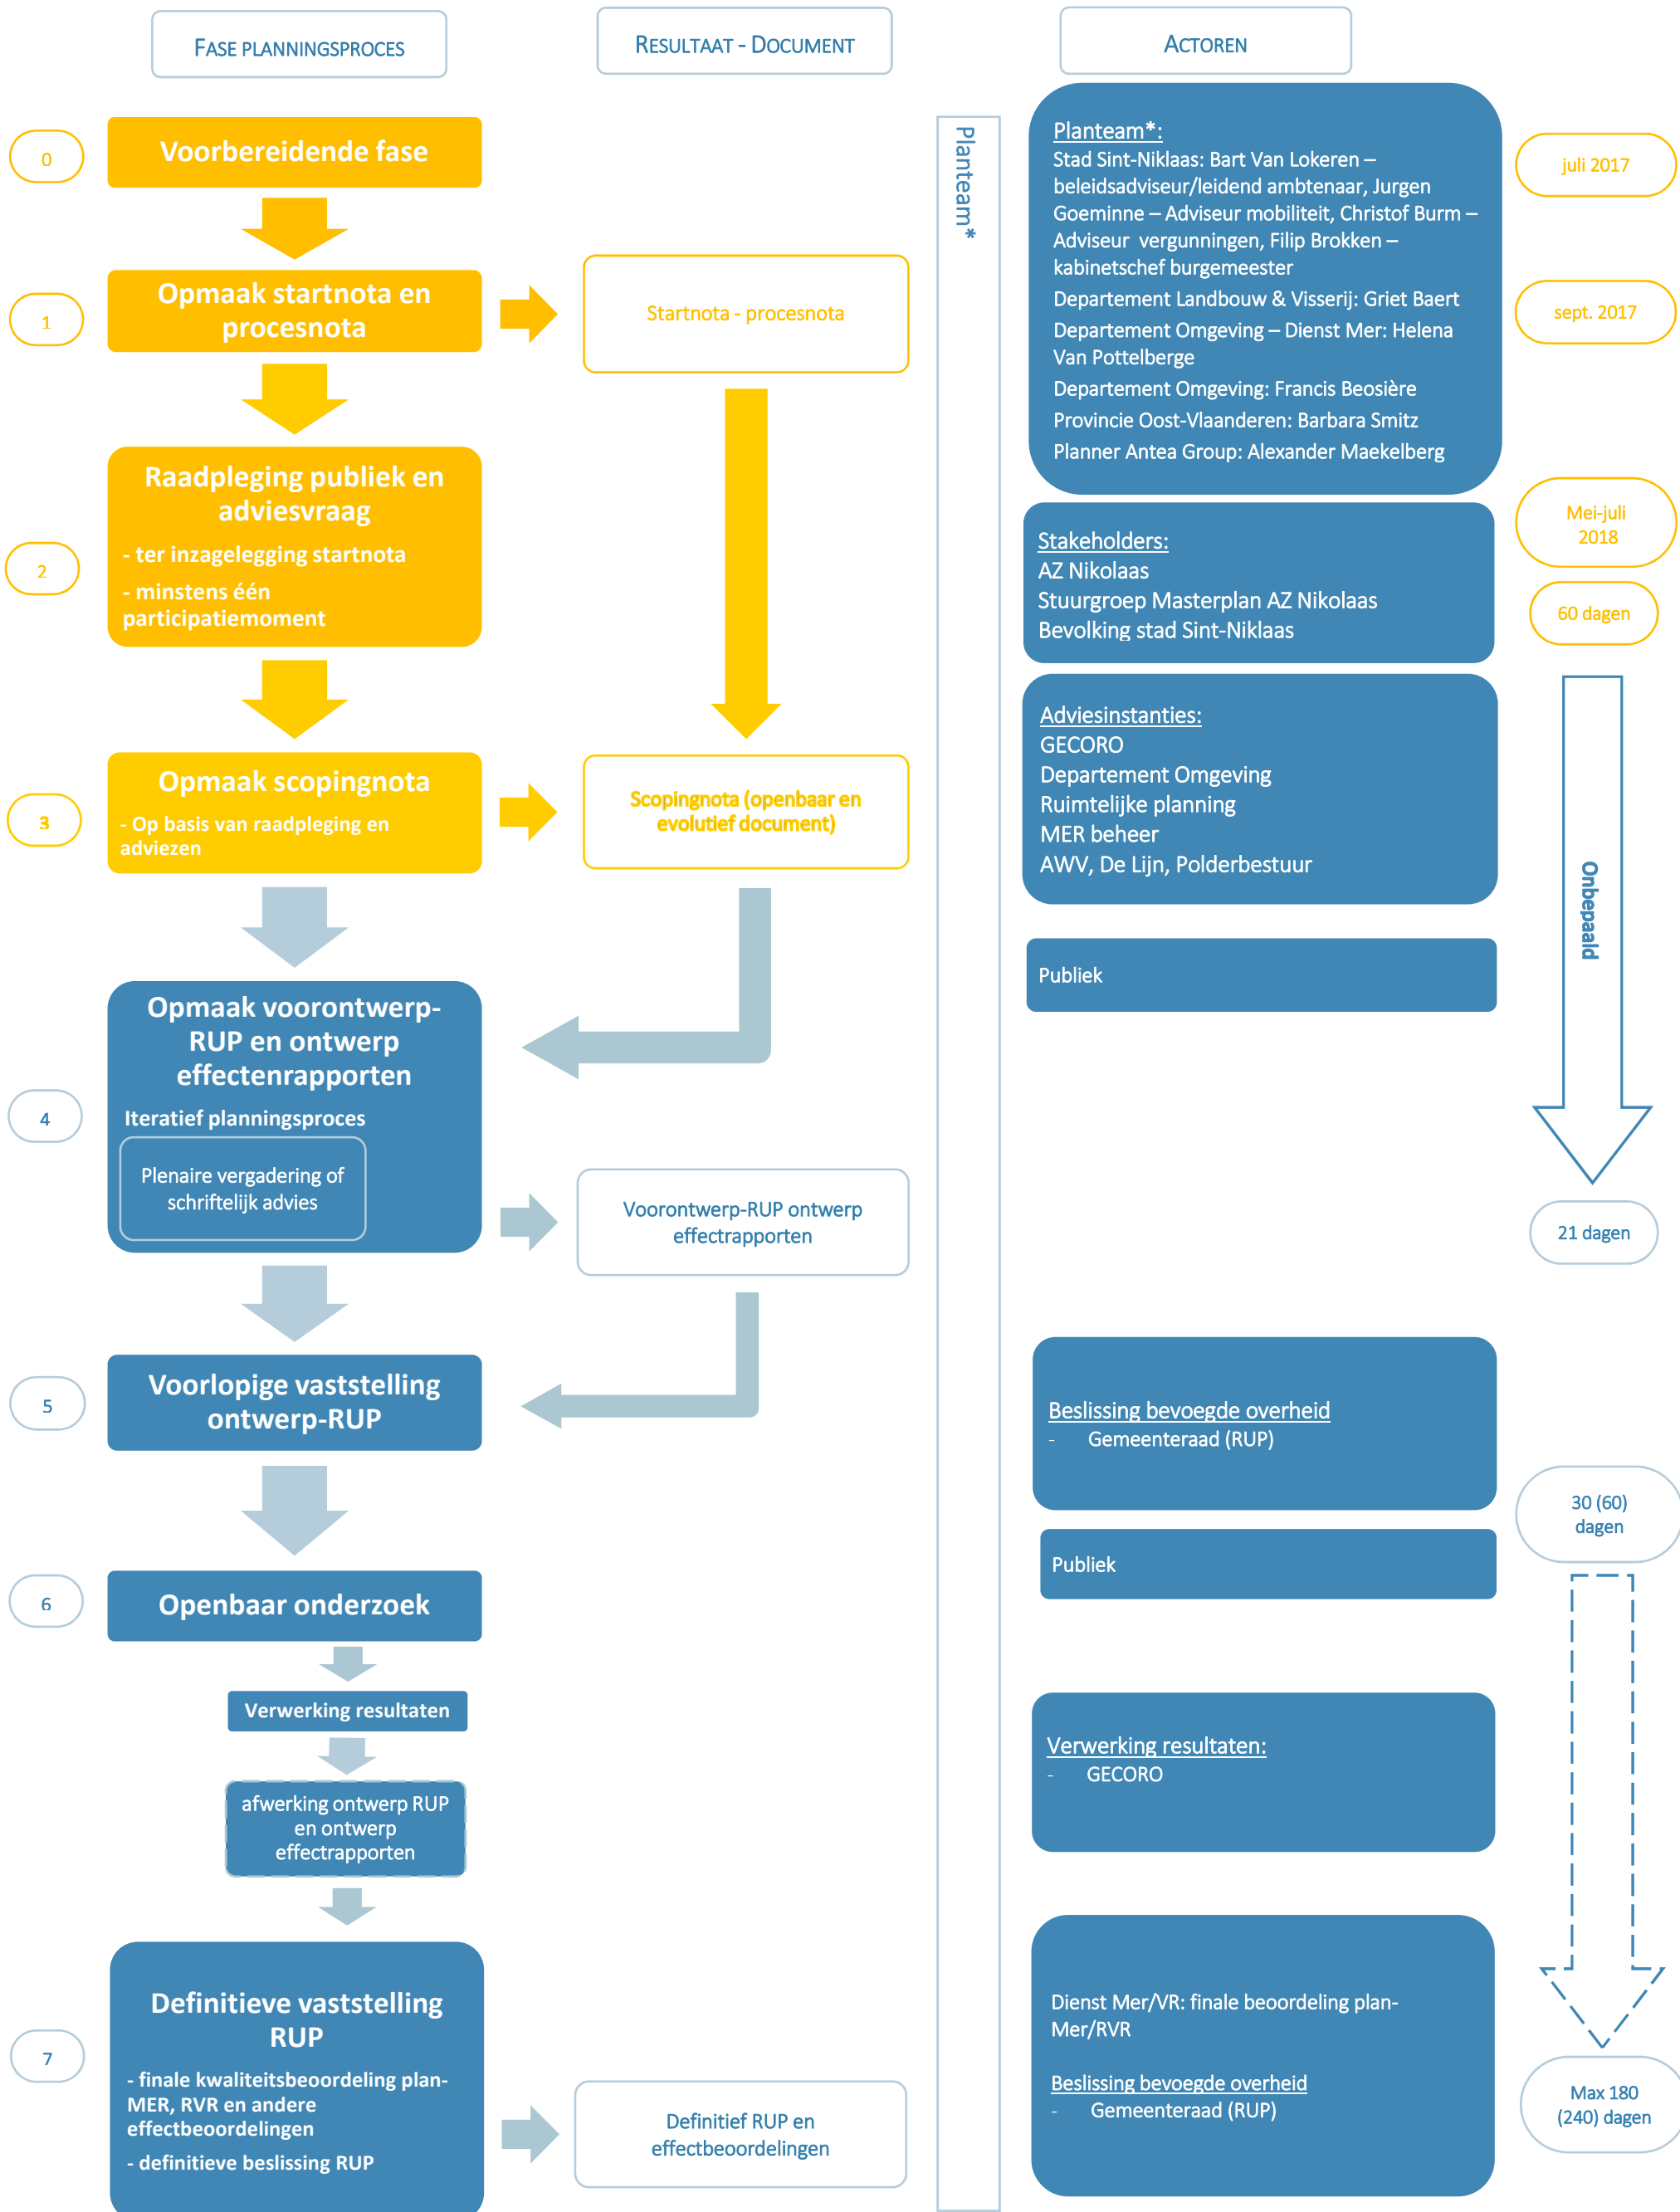 FASE PLANNINGSPROCES
RESULTAAT - DOCUMENT
ACTOREN
0
Voorbereidende fase
1
Opmaak startnota en
procesnota
Startnota - procesnota
2
Raadpleging publiek en
adviesvraag
- ter inzagelegging startnota
- minstens één
participatiemoment
3
Opmaak scopingnota
- Op basis van raadpleging en
adviezen
Scopingnota (openbaar en
evolutief document)
4
Opmaak voorontwerp-
RUP en ontwerp
effectenrapporten
Iteratief planningsproces
Plenaire vergadering of
schriftelijk advies
Voorontwerp-RUP ontwerp
effectrapporten
5
Voorlopige vaststelling
ontwerp-RUP
6
Openbaar onderzoek
Verwerking resultaten
afwerking ontwerp RUP
en ontwerp
effectrapporten
7
Definitieve vaststelling
RUP
- finale kwaliteitsbeoordeling plan-
MER, RVR en andere
effectbeoordelingen
- definitieve beslissing RUP
Definitief RUP en
effectbeoordelingen
Planteam*
Planteam*:
Stad Sint-Niklaas: Bart Van Lokeren –
beleidsadviseur/leidend ambtenaar, Jurgen
Goeminne – Adviseur mobiliteit, Christof Burm –
Adviseur vergunningen, Filip Brokken –
kabinetschef burgemeester
Departement Landbouw & Visserij: Griet Baert
Departement Omgeving – Dienst Mer: Helena
Van Pottelberge
Departement Omgeving: Francis Beosière
Provincie Oost-Vlaanderen: Barbara Smitz
Planner Antea Group: Alexander Maekelberg
Stakeholders:
AZ Nikolaas
Stuurgroep Masterplan AZ Nikolaas
Bevolking stad Sint-Niklaas
Adviesinstanties:
GECORO
Departement Omgeving
Ruimtelijke planning
MER beheer
AWV, De Lijn, Polderbestuur
Publiek
Beslissing bevoegde overheid
- Gemeenteraad (RUP)
Publiek
Verwerking resultaten:
- GECORO
Dienst Mer/VR: finale beoordeling plan-
Mer/RVR
Beslissing bevoegde overheid
- Gemeenteraad (RUP)
juli 2017
sept. 2017
Mei-juli
2018
60 dagen
Onbepaald
21 dagen
30 (60)
dagen
Max 180
(240) dagen